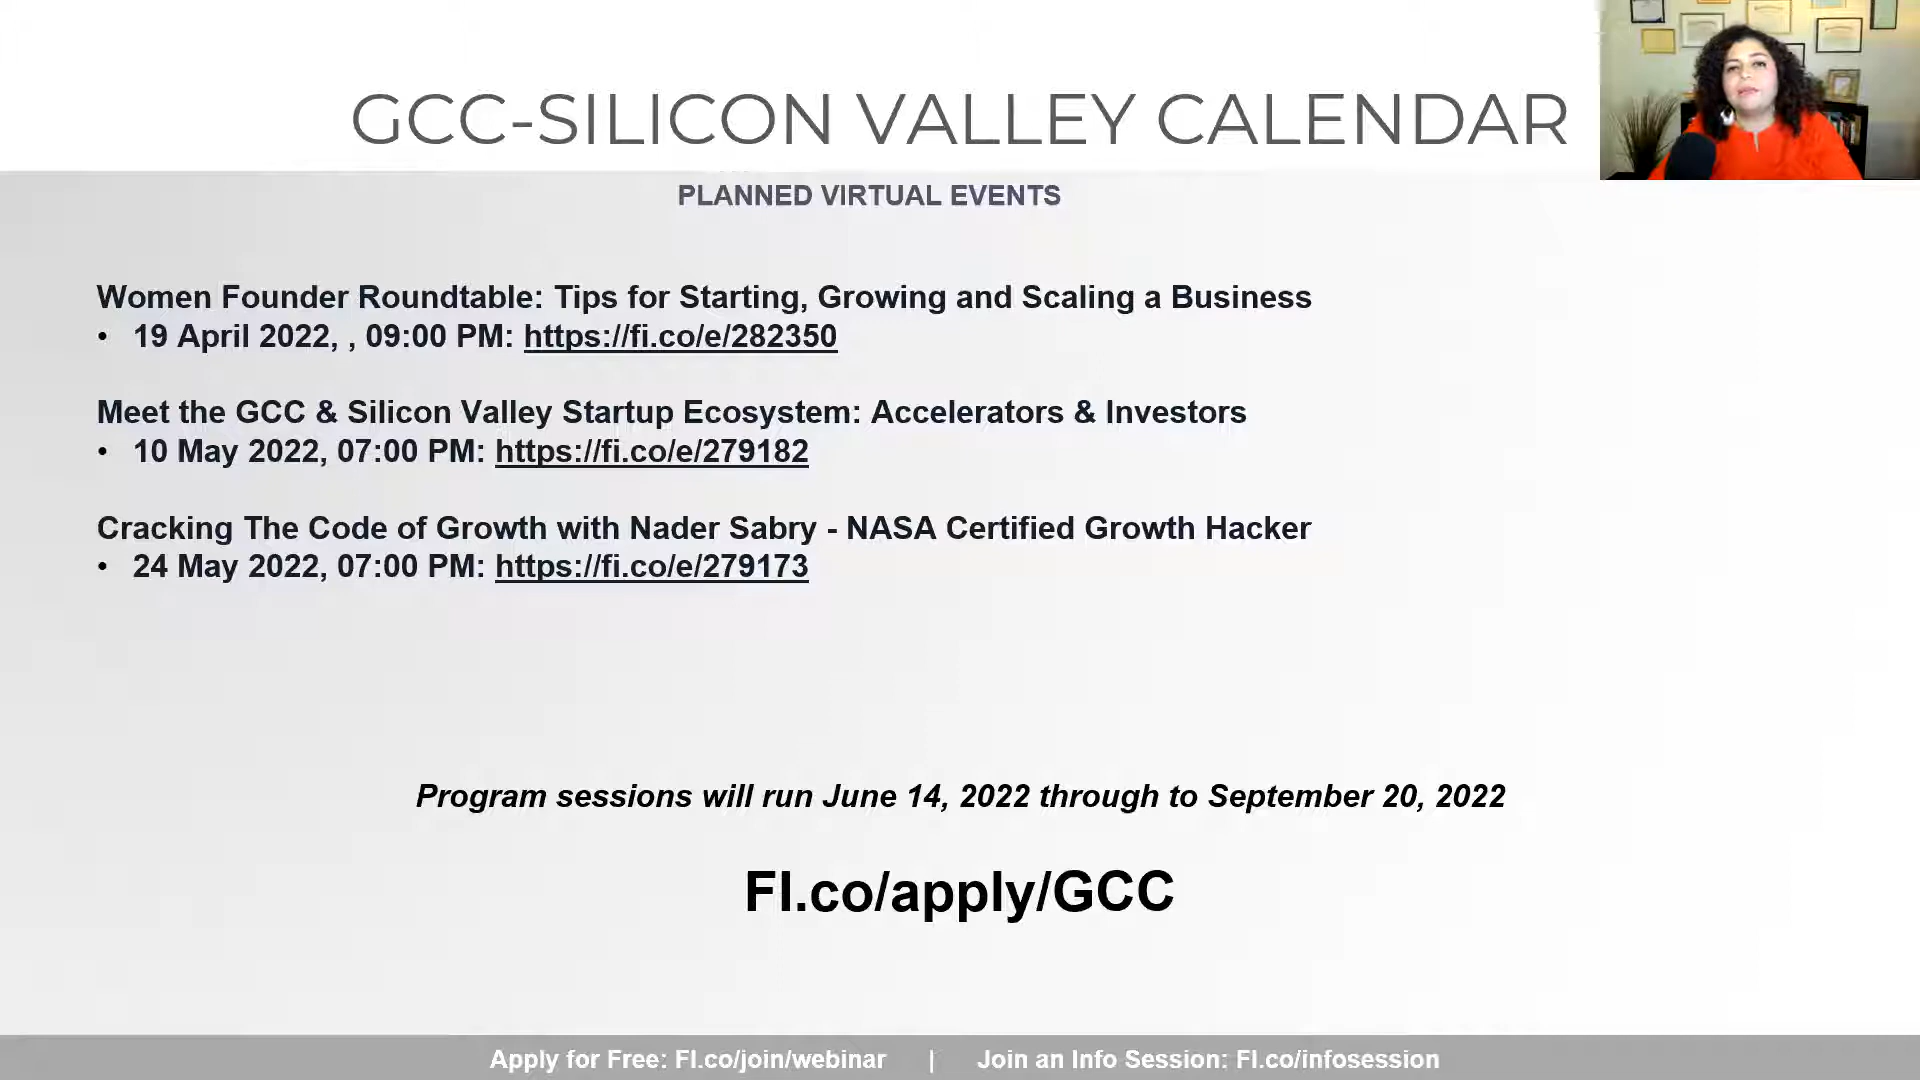 GCC-SILICON VALLEY CALENDAR
PLANNED VIRTUAL EVENTS
Women Founder Roundtable: Tips for Starting, Growing and Scaling a Business
• 19 April 2022, , 09:00 PM: https://fi.co/e/282350
Meet the GCC & Silicon Valley Startup Ecosystem: Accelerators & Investors
• 10 May 2022, 07:00 PM: https://fi.co/e/279182
Cracking The Code of Growth with Nader Sabry - NASA Certified Growth Hacker
• 24 May 2022, 07:00 PM: https://fi.co/e/279173
Program sessions will run June 14, 2022 through to September 20, 2022
FI.co/apply/GCC
Apply for Free: FI.co/join/webinar | Join an Info Session: FI.co/infosession